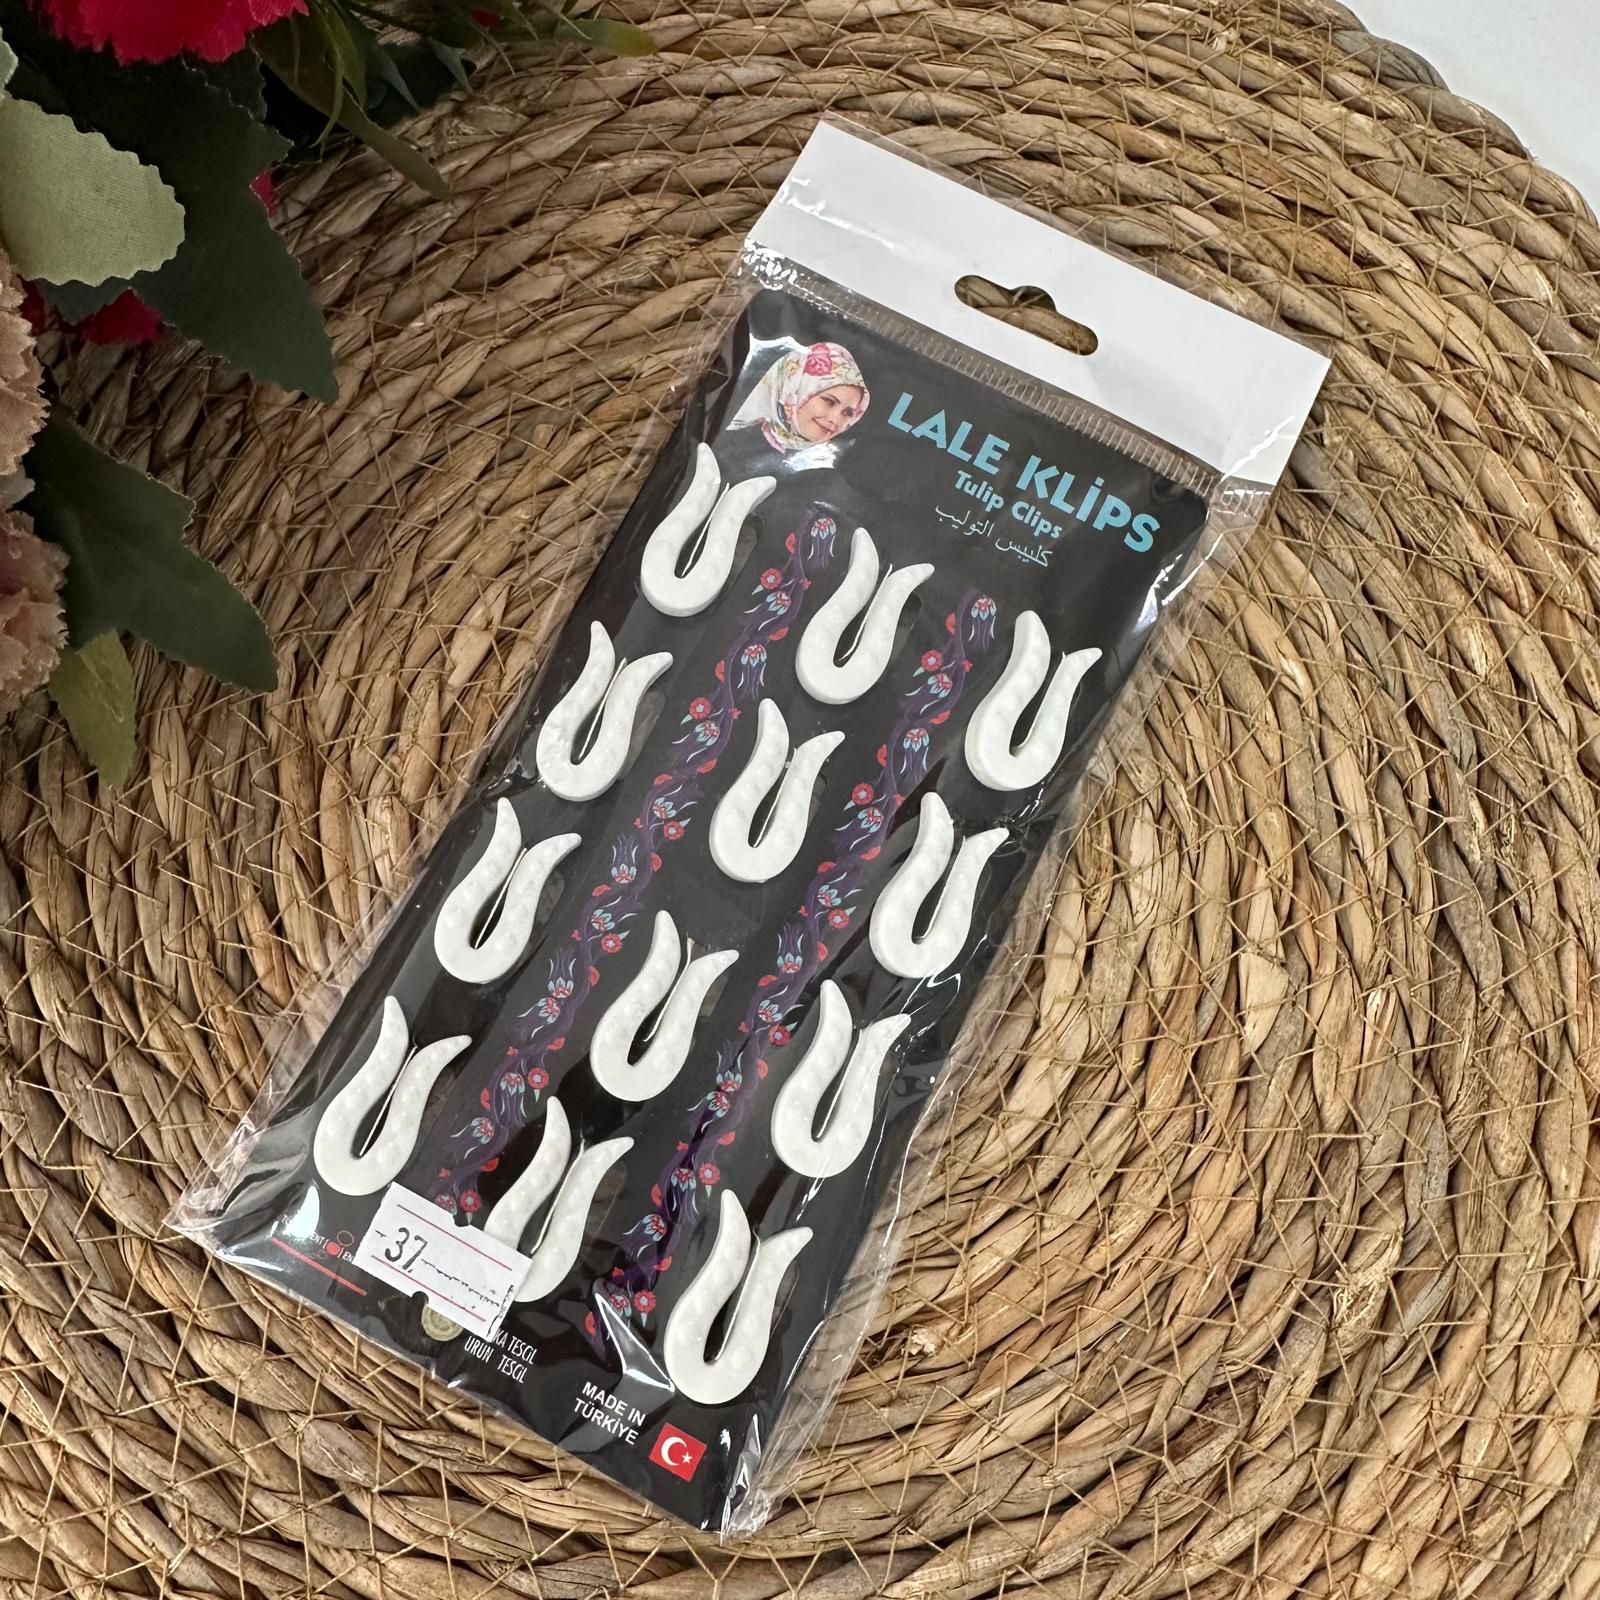 LALE KLİPS
Tulip Clips
كليبس التوليب
37
TESCİL
ÜRÜN TESCİL
MADE IN
TÜRKİYE